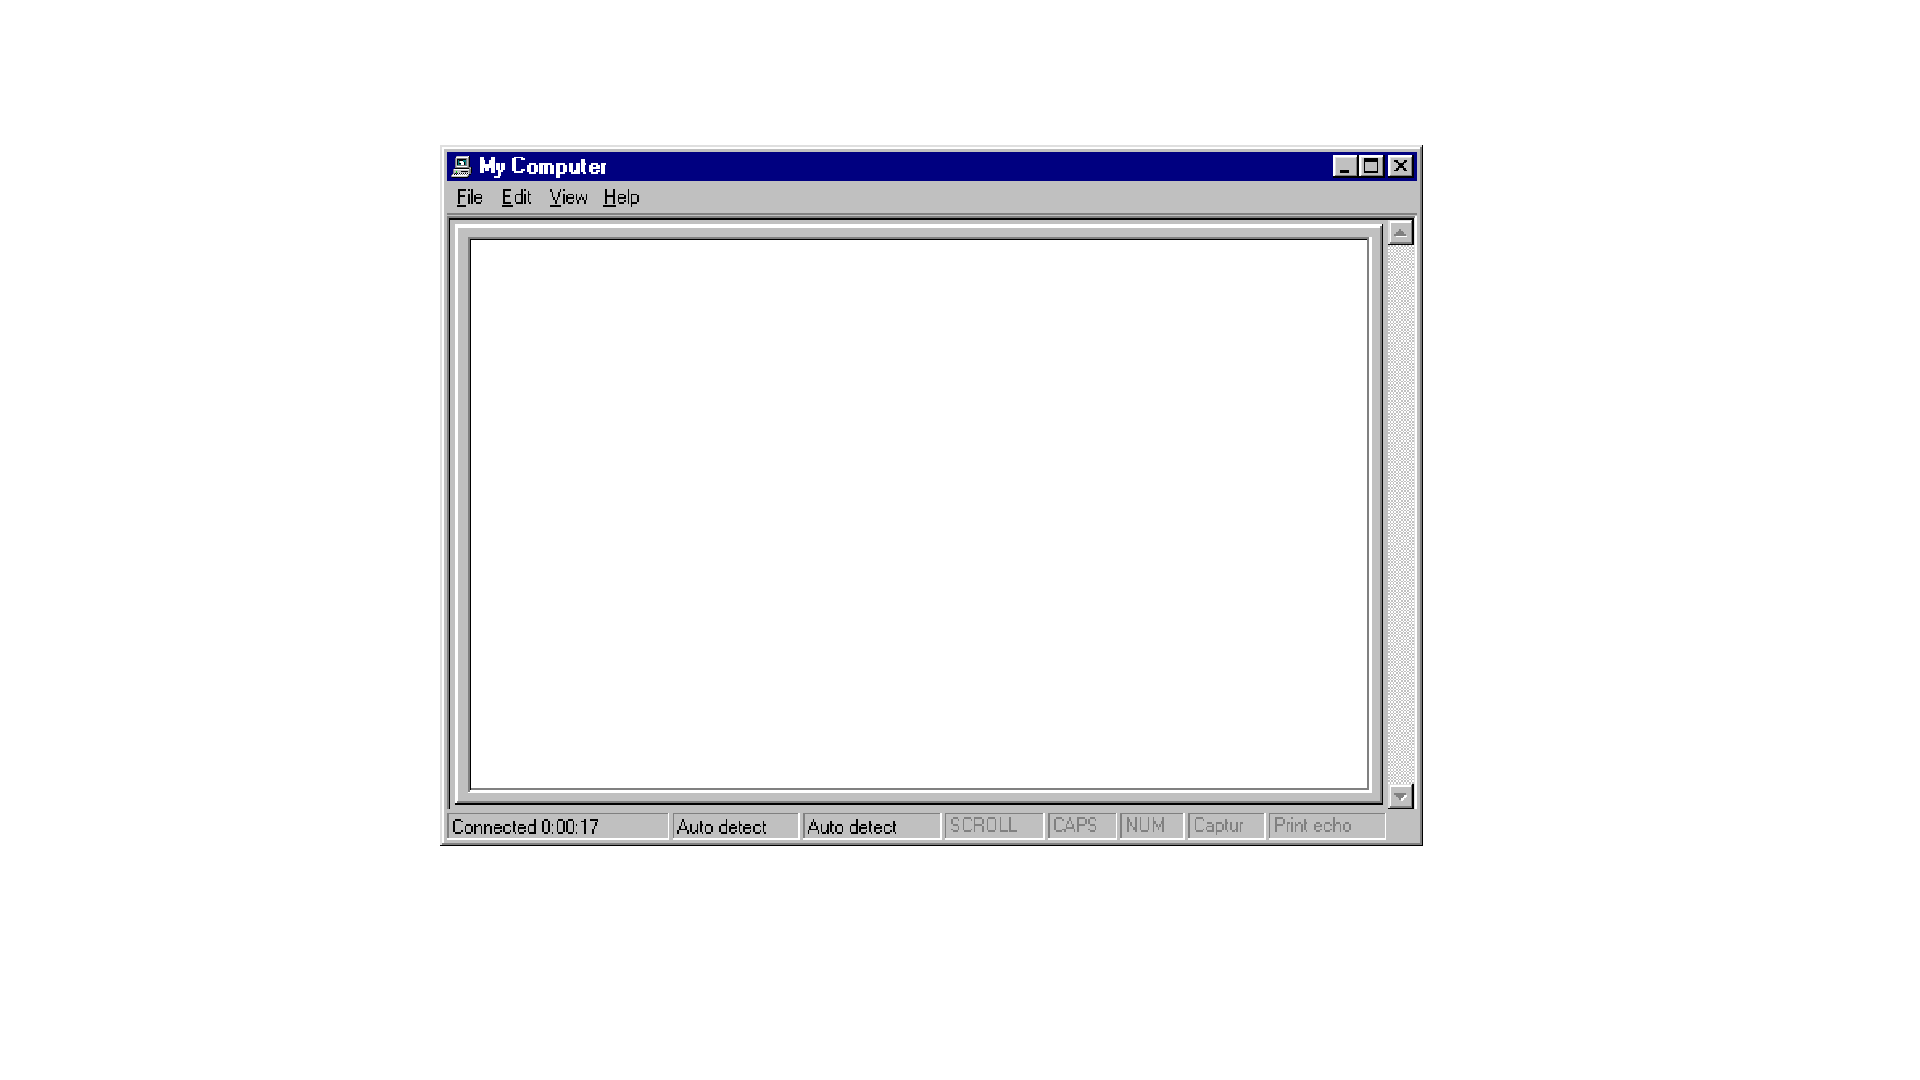 My Computer
File Edit View Help
Connected 0:00:17 Auto detect Auto detect SCROLL CAPS NUM Captur Print echo